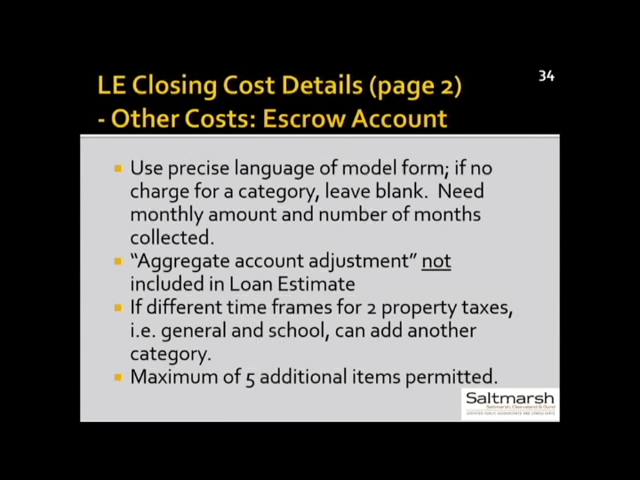 34
LE Closing Cost Details (page 2)
- Other Costs: Escrow Account
Use precise language of model form; if no
charge for a category, leave blank. Need
monthly amount and number of months
collected.
“Aggregate account adjustment” not
included in Loan Estimate
If different time frames for 2 property taxes,
i.e. general and school, can add another
category.
Maximum of 5 additional items permitted.
Saltmarsh
Saltmarsh, Cleaveland & Gund